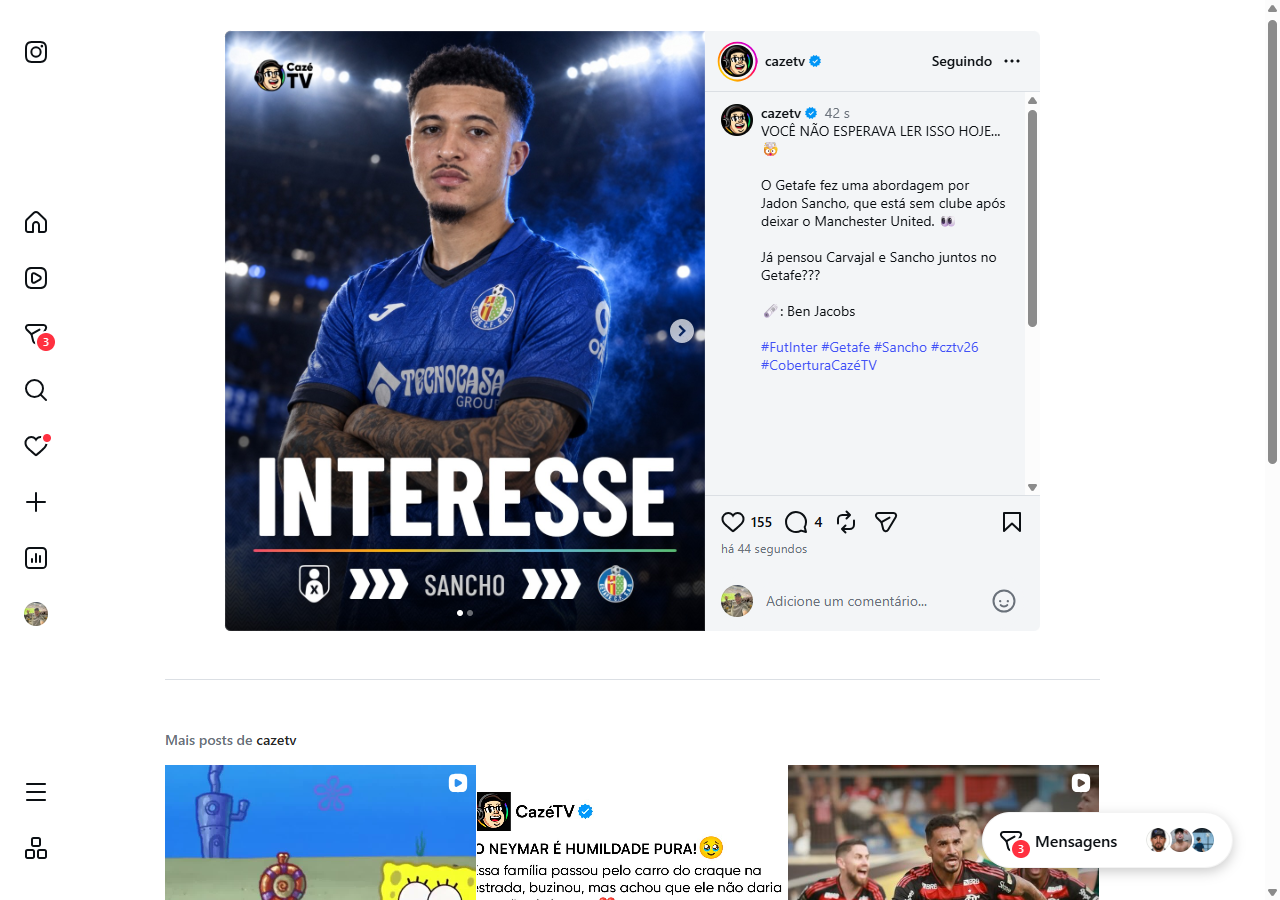 Cazé
TV
TECNOCASA
GROUP
INTERESSE
SANCHO
cazetv
Seguindo
cazetv 42 s
VOCÊ NÃO ESPERAVA LER ISSO HOJE...
🤯
O Getafe fez uma abordagem por
Jadon Sancho, que está sem clube após
deixar o Manchester United. 👀
Já pensou Carvajal e Sancho juntos no
Getafe???
🗞️: Ben Jacobs
#FutInter #Getafe #Sancho #cztv26
#CoberturaCazéTV
155 4
há 44 segundos
Adicione um comentário...
3
Mais posts de cazetv
CazéTV
O NEYMAR É HUMILDADE PURA! 🥹
Essa família passou pelo carro do craque na
estrada, buzinou, mas achou que ele não daria
3
Mensagens